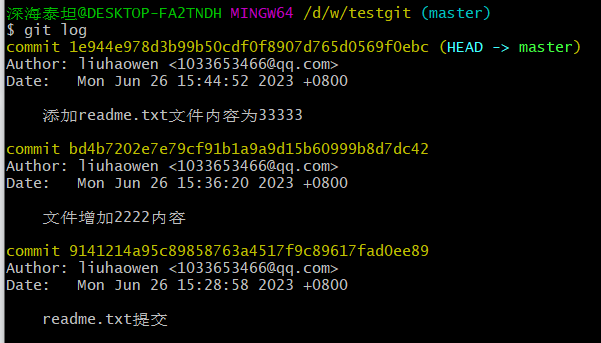 深海泰坦@DESKTOP-FA2TNDH MINGW64 /d/w/testgit (master)
$ git log
commit 1e944e978d3b99b50cdf0f8907d765d0569f0ebc (HEAD -> master)
Author: liuhaowen <1033653466@qq.com>
Date:   Mon Jun 26 15:44:52 2023 +0800
添加readme.txt文件内容为33333
commit bd4b7202e7e79cf91b1a9a9d15b60999b8d7dc42
Author: liuhaowen <1033653466@qq.com>
Date:   Mon Jun 26 15:36:20 2023 +0800
文件增加2222内容
commit 9141214a95c89858763a4517f9c89617fad0ee89
Author: liuhaowen <1033653466@qq.com>
Date:   Mon Jun 26 15:28:58 2023 +0800
readme.txt提交